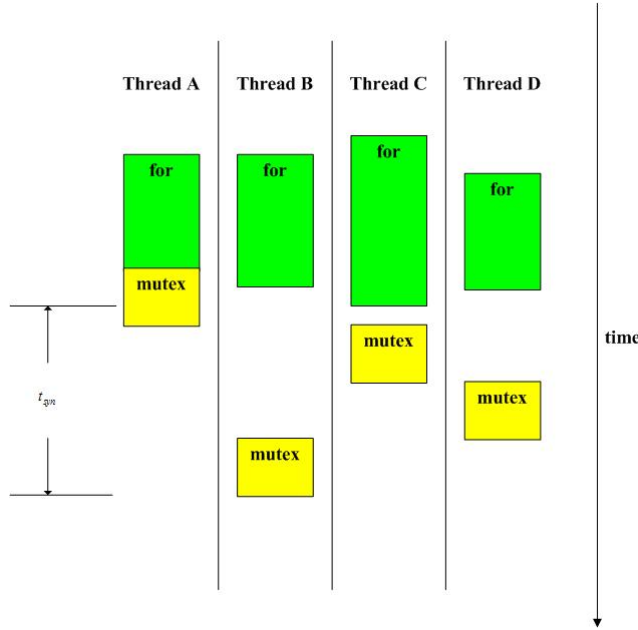 Thread A Thread B Thread C Thread D
for for for for
mutex
mutex
time
mutex
t_syn
mutex